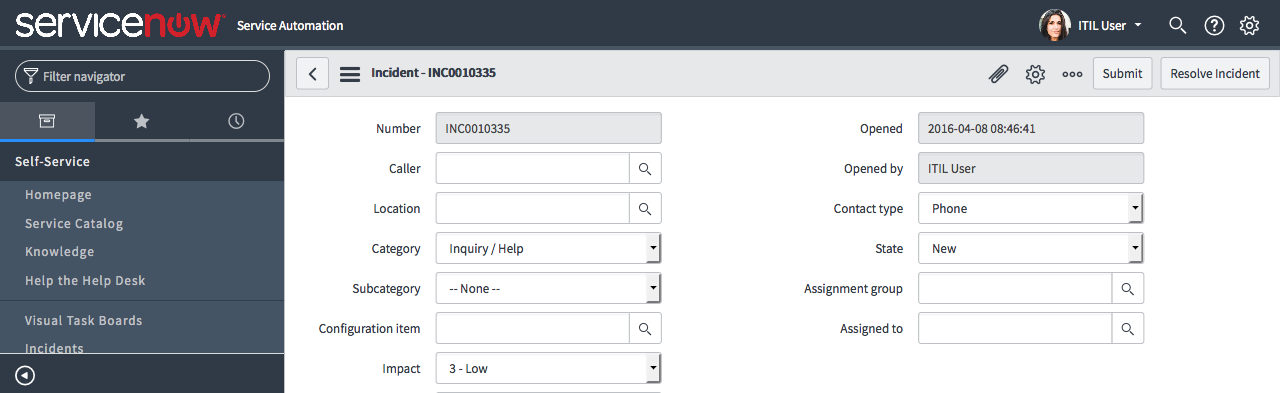 servicenow™ Service Automation
ITIL User
Filter navigator
Incident - INC0010335
Submit
Resolve Incident
Self-Service
Homepage
Service Catalog
Knowledge
Help the Help Desk
Visual Task Boards
Incidents
Number INC0010335
Caller
Location
Category Inquiry / Help
Subcategory -- None --
Configuration item
Impact 3 - Low
Opened 2016-04-08 08:46:41
Opened by ITIL User
Contact type Phone
State New
Assignment group
Assigned to